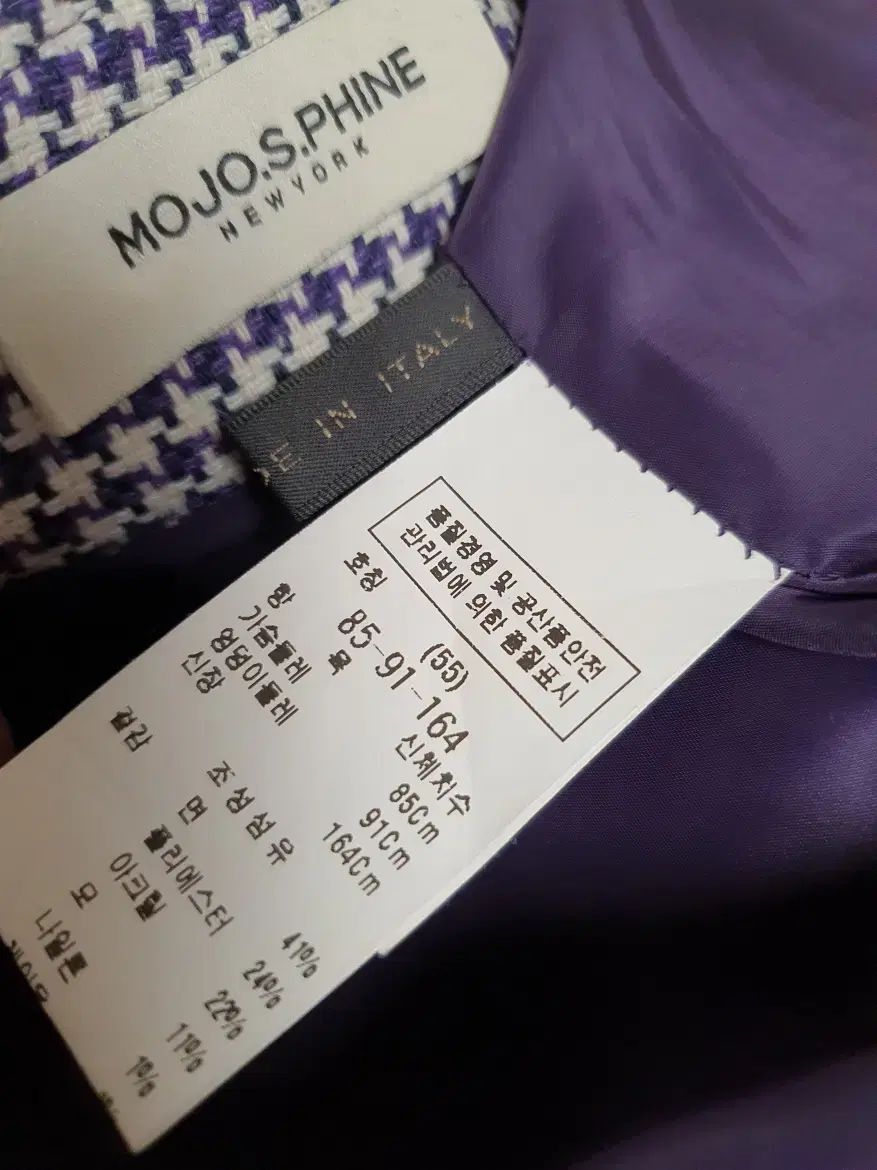 MOJO.S.PHINE
NEWYORK
IN ITALY
품질경영 및 공산품안전
관리법에 의한 품질표시
(55)
호칭 85-91-164
항 목 신체치수
가슴둘레 85Cm
엉덩이둘레 91Cm
신장 164Cm
조성섬유
겉감 면 41%
폴리에스터 24%
아크릴 22%
모 11%
나일론 1%